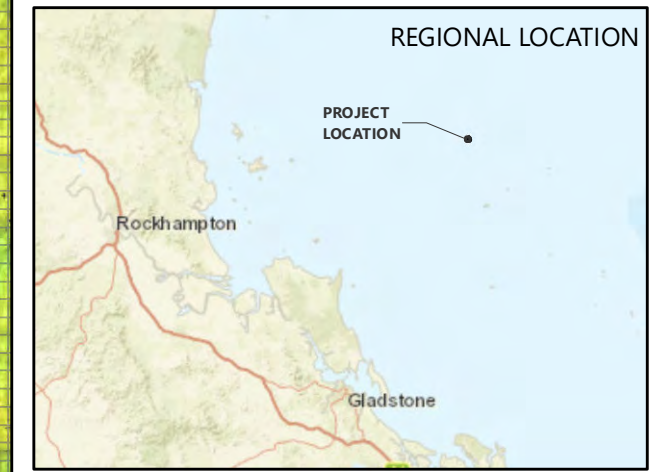 REGIONAL LOCATION
PROJECT
LOCATION
Rockhampton
Gladstone